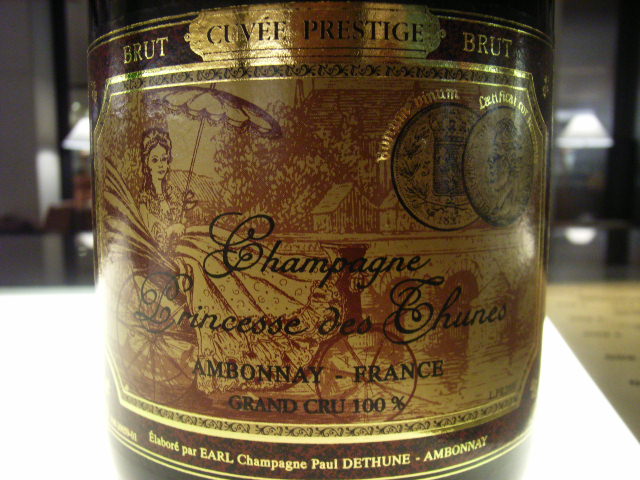 CUVÉE PRESTIGE
BRUT BRUT
Champagne
Princesse des Thunes
AMBONNAY - FRANCE
GRAND CRU 100 %
Élaboré par EARL Champagne Paul DETHUNE - AMBONNAY